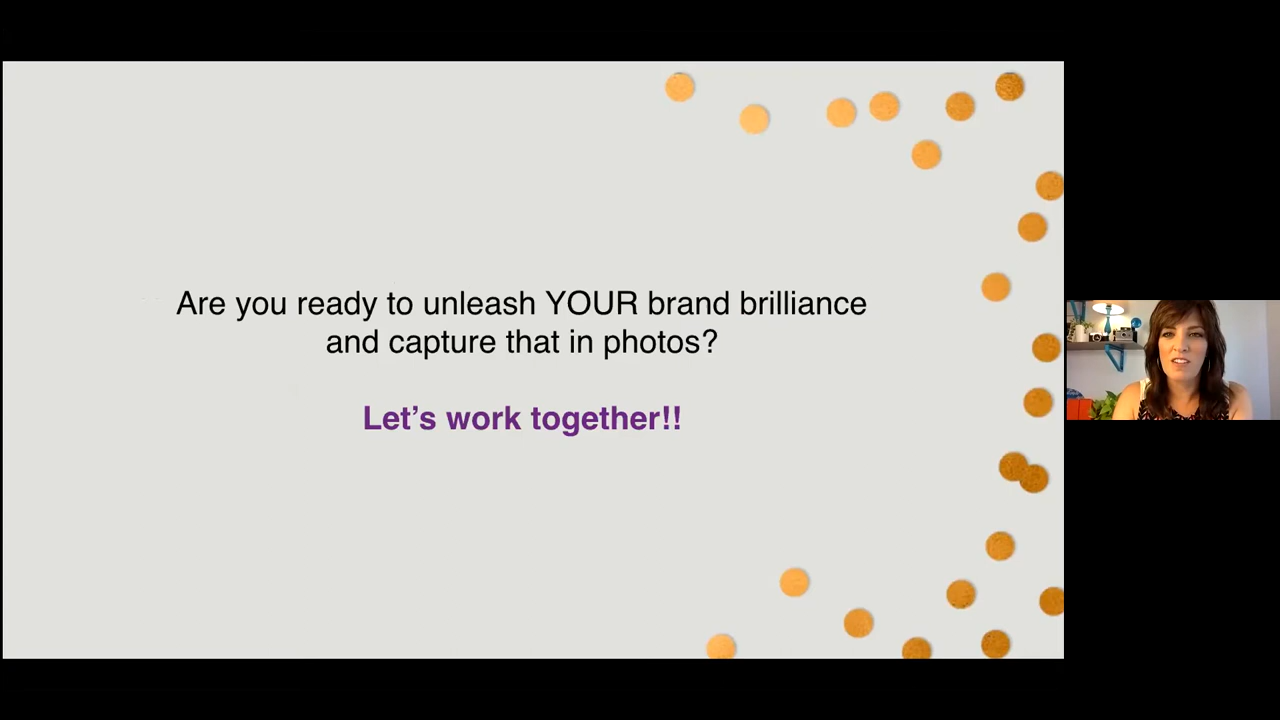 Are you ready to unleash YOUR brand brilliance
and capture that in photos?
Let’s work together!!